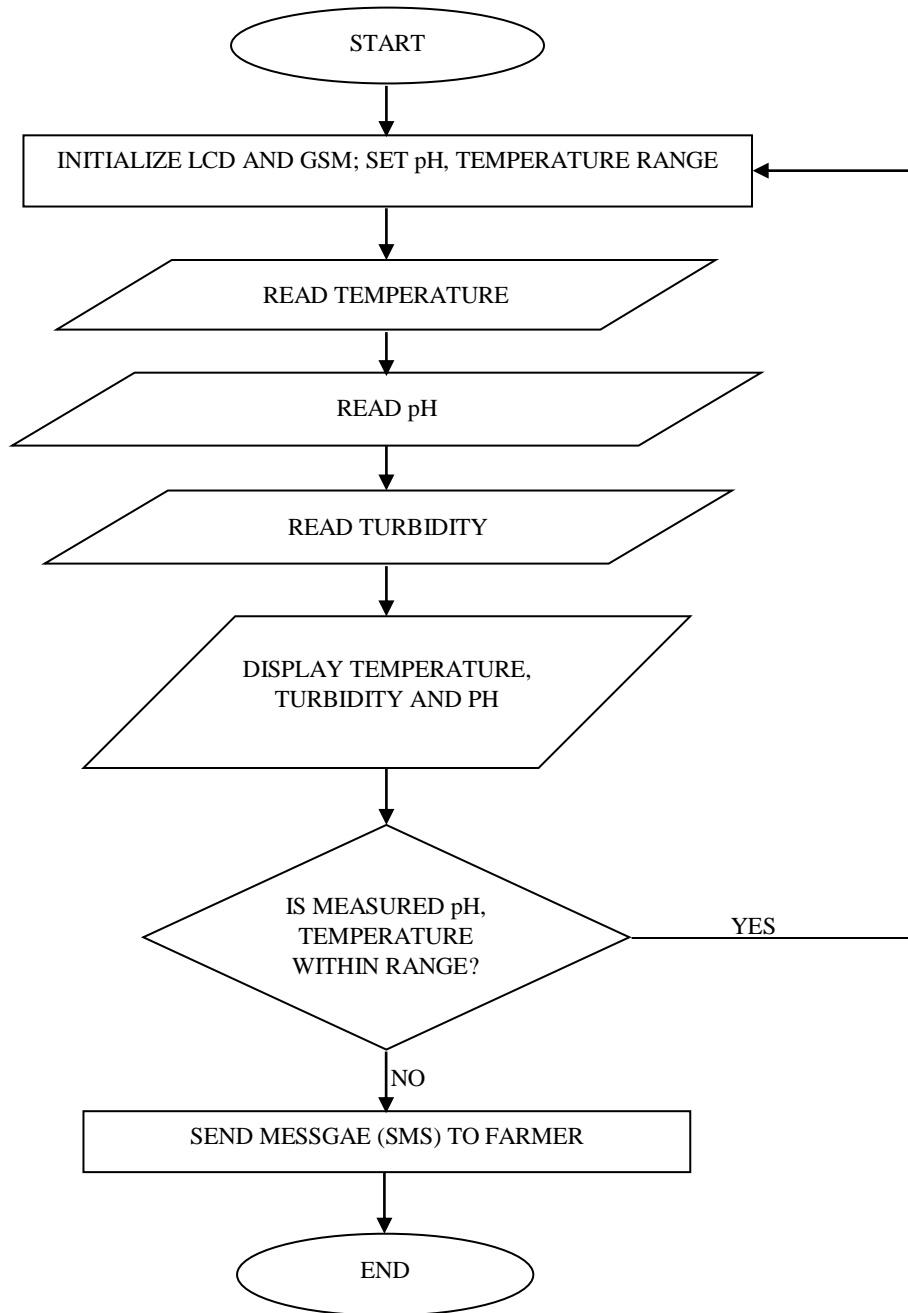 START
INITIALIZE LCD AND GSM; SET pH, TEMPERATURE RANGE
READ TEMPERATURE
READ pH
READ TURBIDITY
DISPLAY TEMPERATURE,
TURBIDITY AND PH
IS MEASURED pH,
TEMPERATURE
WITHIN RANGE?
YES
NO
SEND MESSGAE (SMS) TO FARMER
END